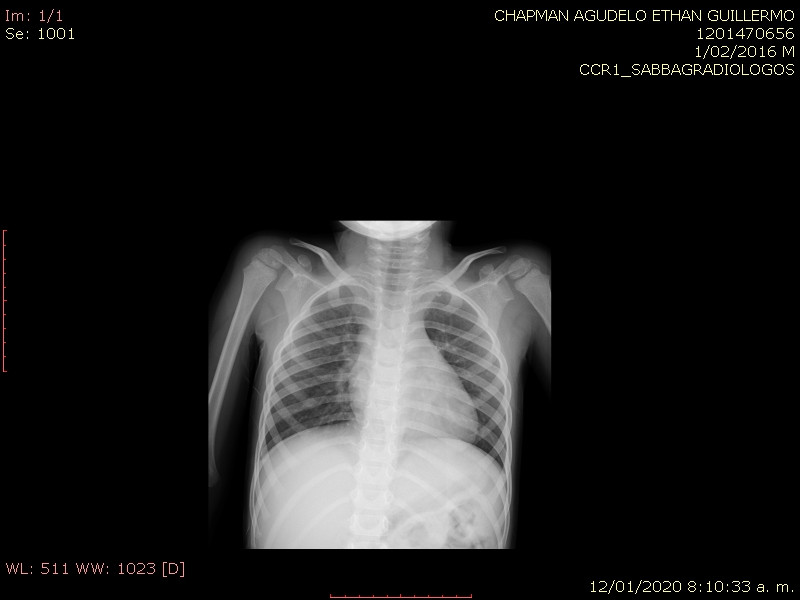 Im: 1/1
Se: 1001
CHAPMAN AGUDELO ETHAN GUILLERMO
1201470656
1/02/2016 M
CCR1_SABBAGRADIOLOGOS
WL: 511 WW: 1023 [D]
12/01/2020 8:10:33 a. m.